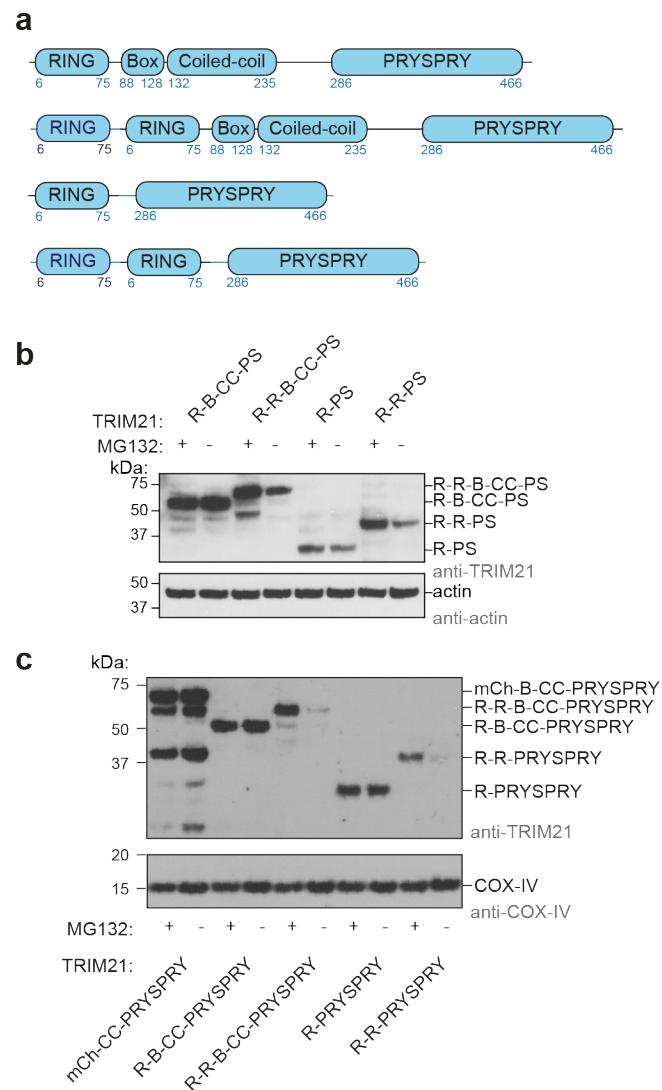 a
RING Box Coiled-coil PRYSPRY
6 75 88 128 132 235 286 466
RING RING Box Coiled-coil PRYSPRY
6 75 6 75 88 128 132 235 286 466
RING PRYSPRY
6 75 286 466
RING RING PRYSPRY
6 75 6 75 286 466
b
TRIM21: R-B-CC-PS R-R-B-CC-PS R-PS R-R-PS
MG132: + - + - + - + -
kDa:
75 R-R-B-CC-PS
50 R-B-CC-PS
37 R-R-PS
R-PS
anti-TRIM21
50
actin
37
anti-actin
c
kDa:
75 mCh-B-CC-PRYSPRY
R-R-B-CC-PRYSPRY
50 R-B-CC-PRYSPRY
37 R-R-PRYSPRY
R-PRYSPRY
anti-TRIM21
20
15 COX-IV
anti-COX-IV
MG132: + - + - + - + - + -
TRIM21: mCh-CC-PRYSPRY R-B-CC-PRYSPRY R-R-B-CC-PRYSPRY R-PRYSPRY R-R-PRYSPRY